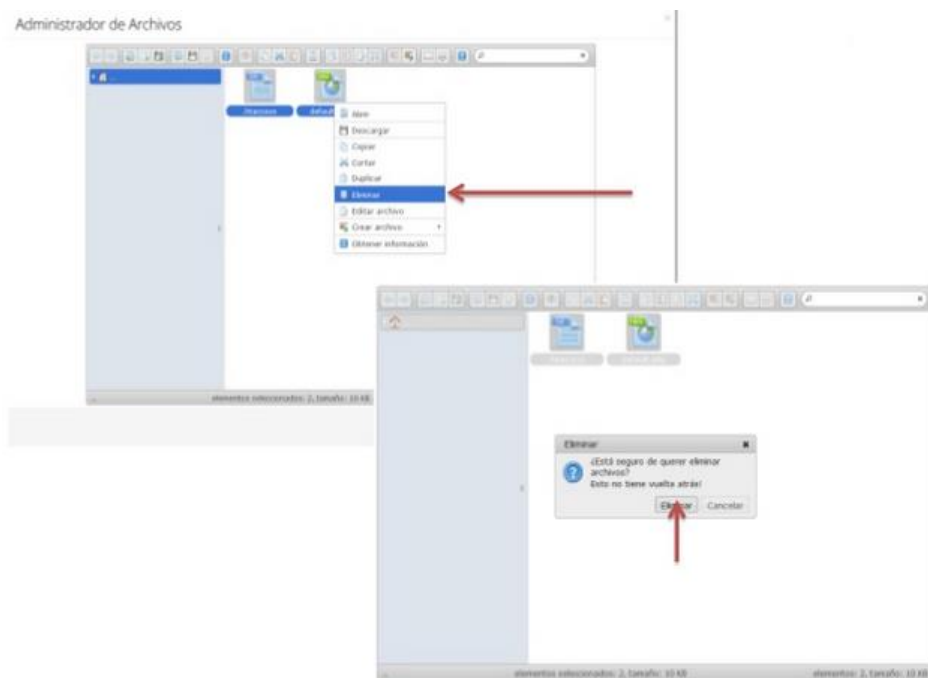 Administrador de Archivos
Abrir
Descargar
Copiar
Cortar
Duplicar
Eliminar
Editar archivo
Crear archivo
Obtener información
elementos seleccionados: 2, tamaño: 10 KB
Eliminar
¿Está seguro de querer eliminar
archivos?
Esto no tiene vuelta atrás!
Eliminar Cancelar
elementos seleccionados: 2, tamaño: 10 KB
elementos: 2, tamaño: 10 KB